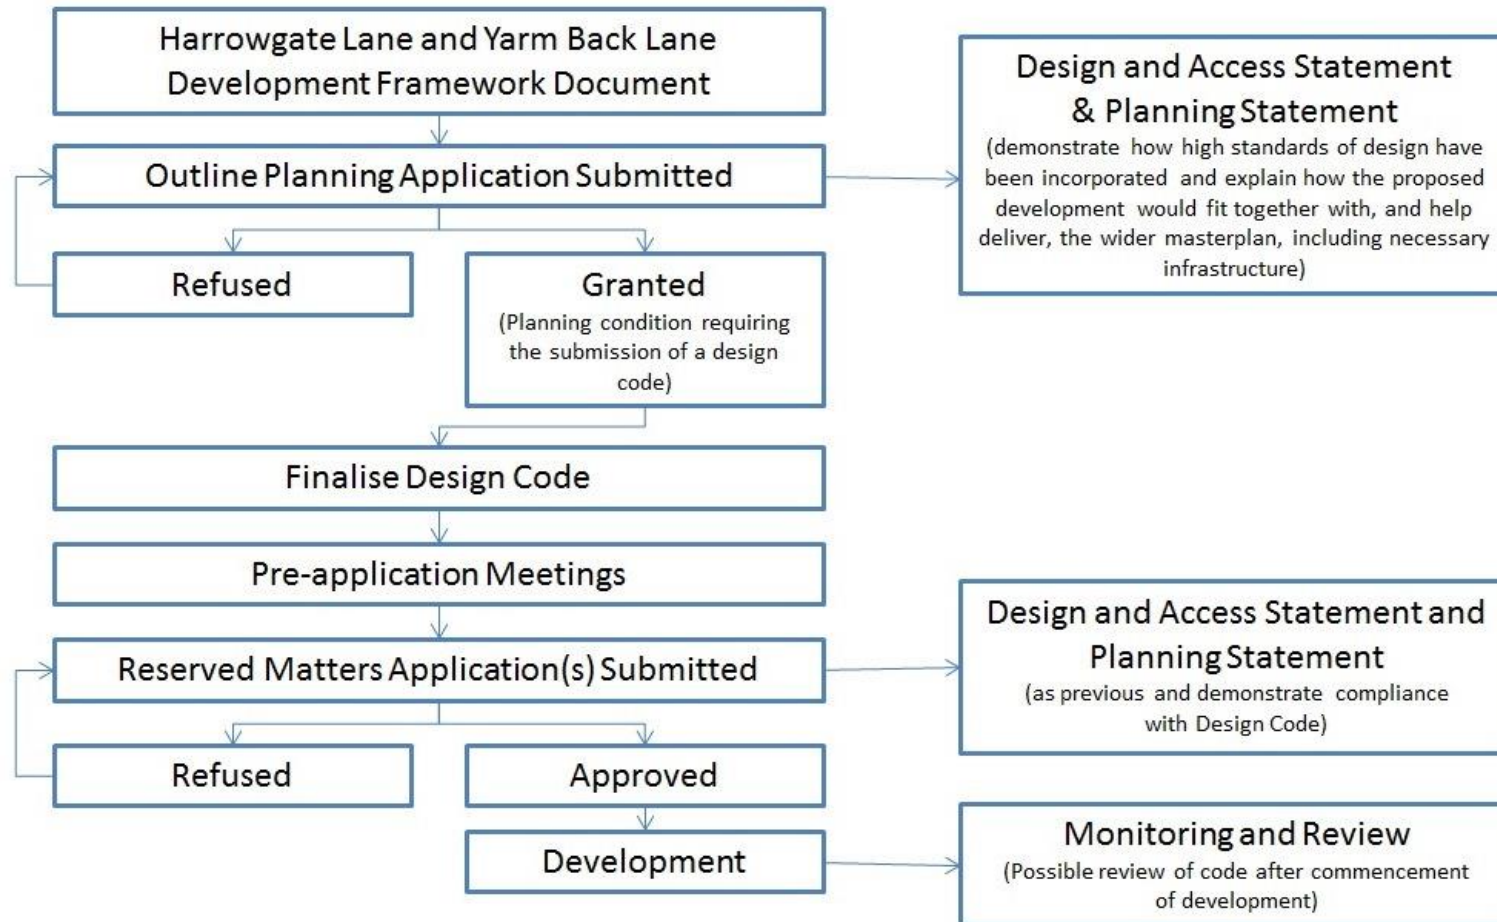 Harrowgate Lane and Yarm Back Lane
Development Framework Document
Design and Access Statement
& Planning Statement
(demonstrate how high standards of design have
been incorporated and explain how the proposed
development would fit together with, and help
deliver, the wider masterplan, including necessary
infrastructure)
Outline Planning Application Submitted
Refused
Granted
(Planning condition requiring
the submission of a design
code)
Finalise Design Code
Pre-application Meetings
Reserved Matters Application(s) Submitted
Design and Access Statement and
Planning Statement
(as previous and demonstrate compliance
with Design Code)
Refused
Approved
Development
Monitoring and Review
(Possible review of code after commencement
of development)